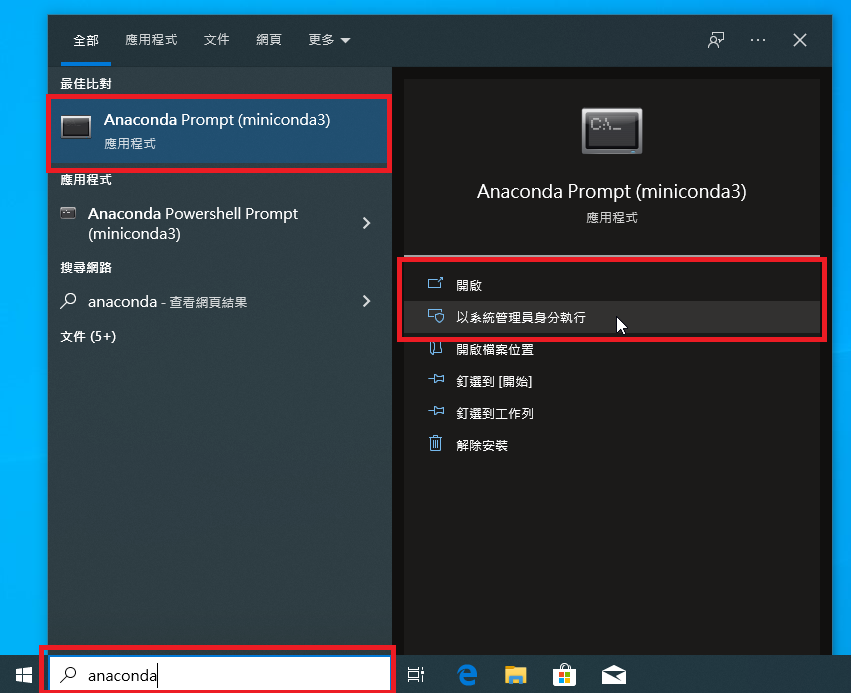 全部 應用程式 文件 網頁 更多
最佳比對
Anaconda Prompt (miniconda3)
應用程式
應用程式
Anaconda Powershell Prompt
(miniconda3)
搜尋網路
anaconda - 查看網頁結果
文件 (5+)
C:\_
Anaconda Prompt (miniconda3)
應用程式
開啟
以系統管理員身分執行
開啟檔案位置
釘選到 [開始]
釘選到工作列
解除安裝
anaconda